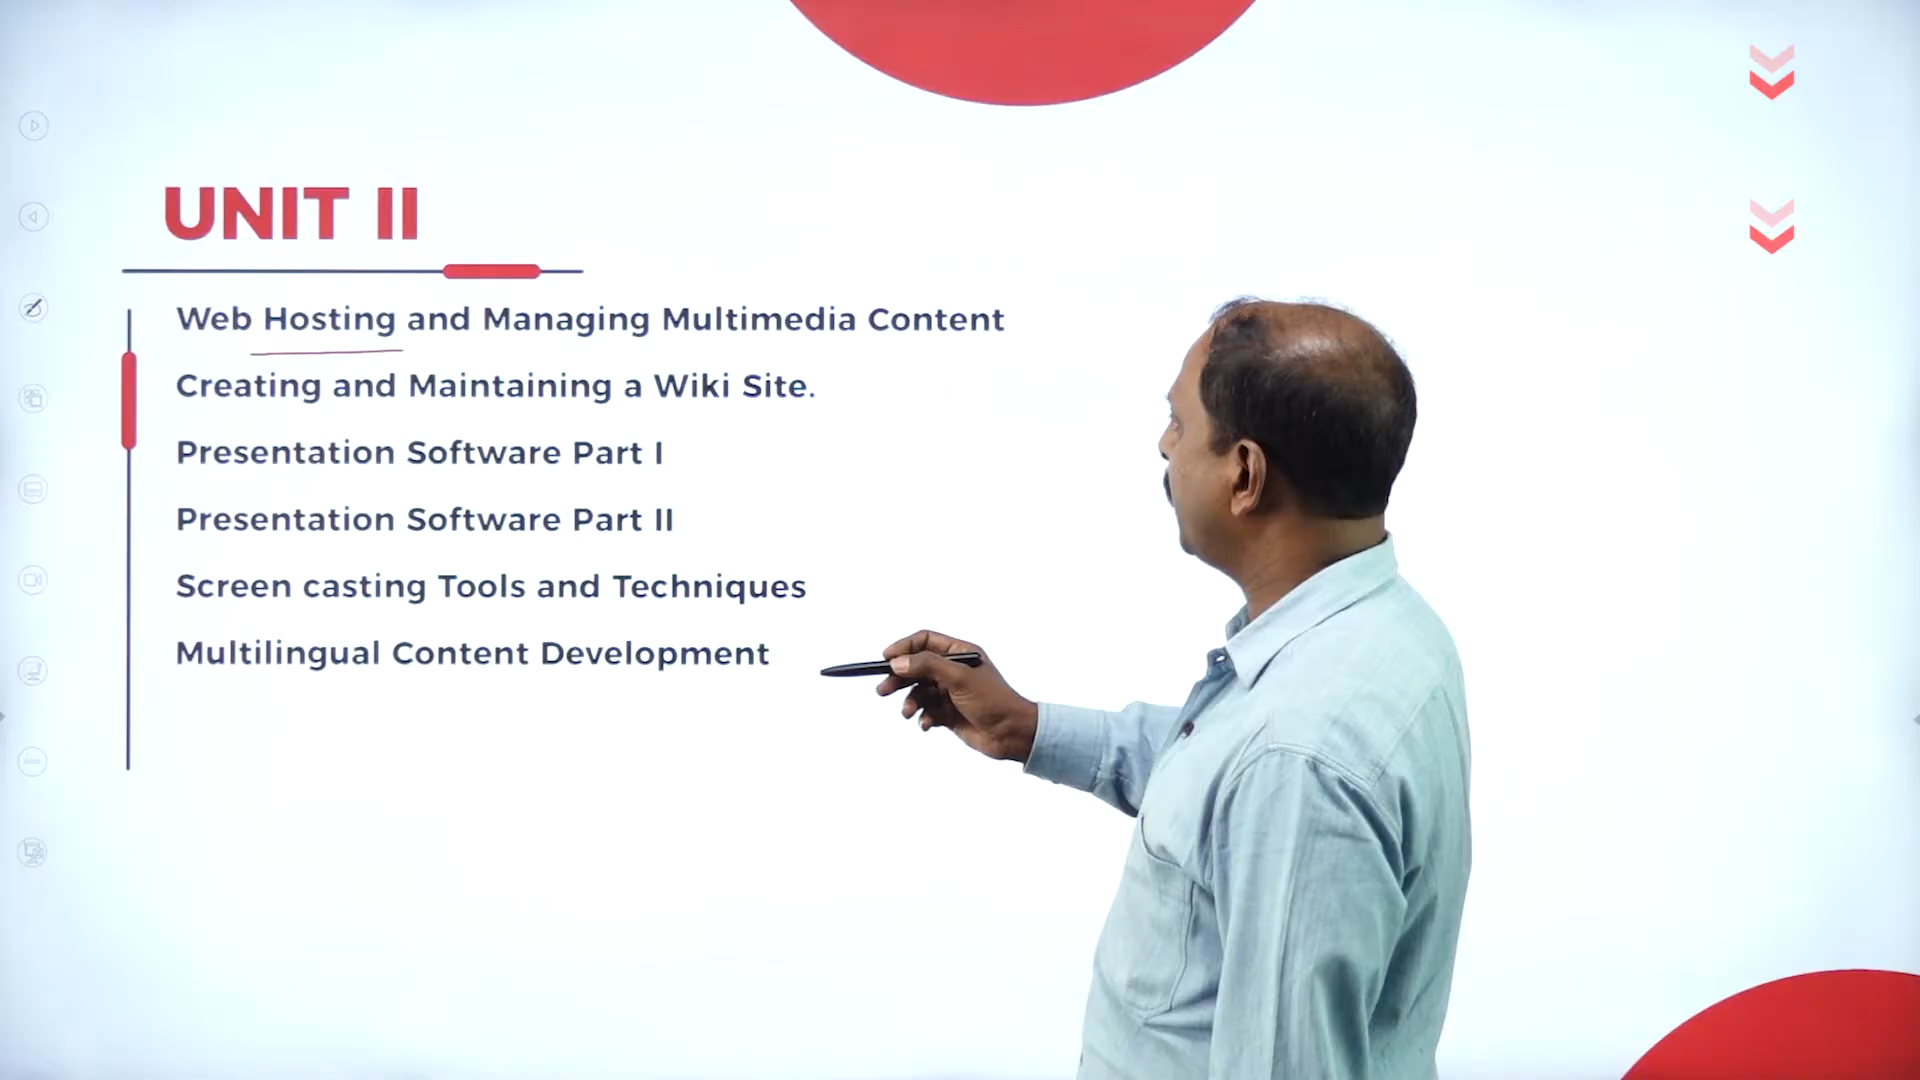 UNIT II
Web Hosting and Managing Multimedia Content
Creating and Maintaining a Wiki Site.
Presentation Software Part I
Presentation Software Part II
Screen casting Tools and Techniques
Multilingual Content Development